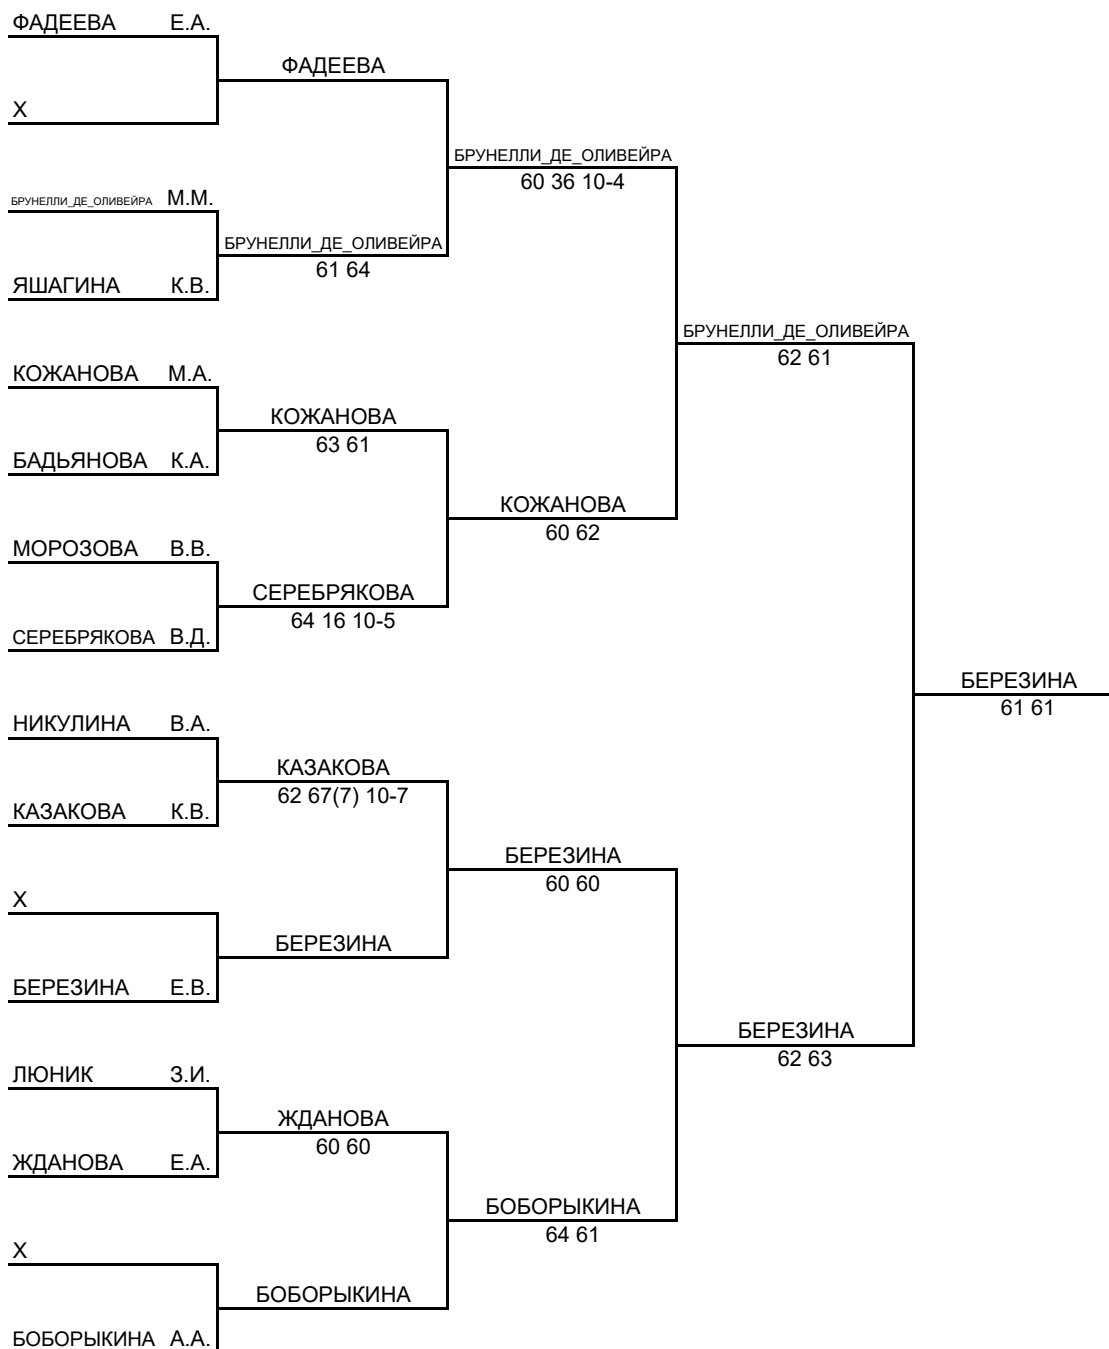 ФАДЕЕВА Е.А.
ФАДЕЕВА
X
БРУНЕЛЛИ_ДЕ_ОЛИВЕЙРА
60 36 10-4
БРУНЕЛЛИ_ДЕ_ОЛИВЕЙРА М.М.
БРУНЕЛЛИ_ДЕ_ОЛИВЕЙРА
61 64
ЯШАГИНА К.В.
БРУНЕЛЛИ_ДЕ_ОЛИВЕЙРА
62 61
КОЖАНОВА М.А.
КОЖАНОВА
63 61
БАДЬЯНОВА К.А.
КОЖАНОВА
60 62
МОРОЗОВА В.В.
СЕРЕБРЯКОВА
64 16 10-5
СЕРЕБРЯКОВА В.Д.
БЕРЕЗИНА
61 61
НИКУЛИНА В.А.
КАЗАКОВА
62 67(7) 10-7
КАЗАКОВА К.В.
БЕРЕЗИНА
60 60
X
БЕРЕЗИНА
БЕРЕЗИНА Е.В.
БЕРЕЗИНА
62 63
ЛЮНИК З.И.
ЖДАНОВА
60 60
ЖДАНОВА Е.А.
БОБОРЫКИНА
64 61
X
БОБОРЫКИНА
БОБОРЫКИНА А.А.